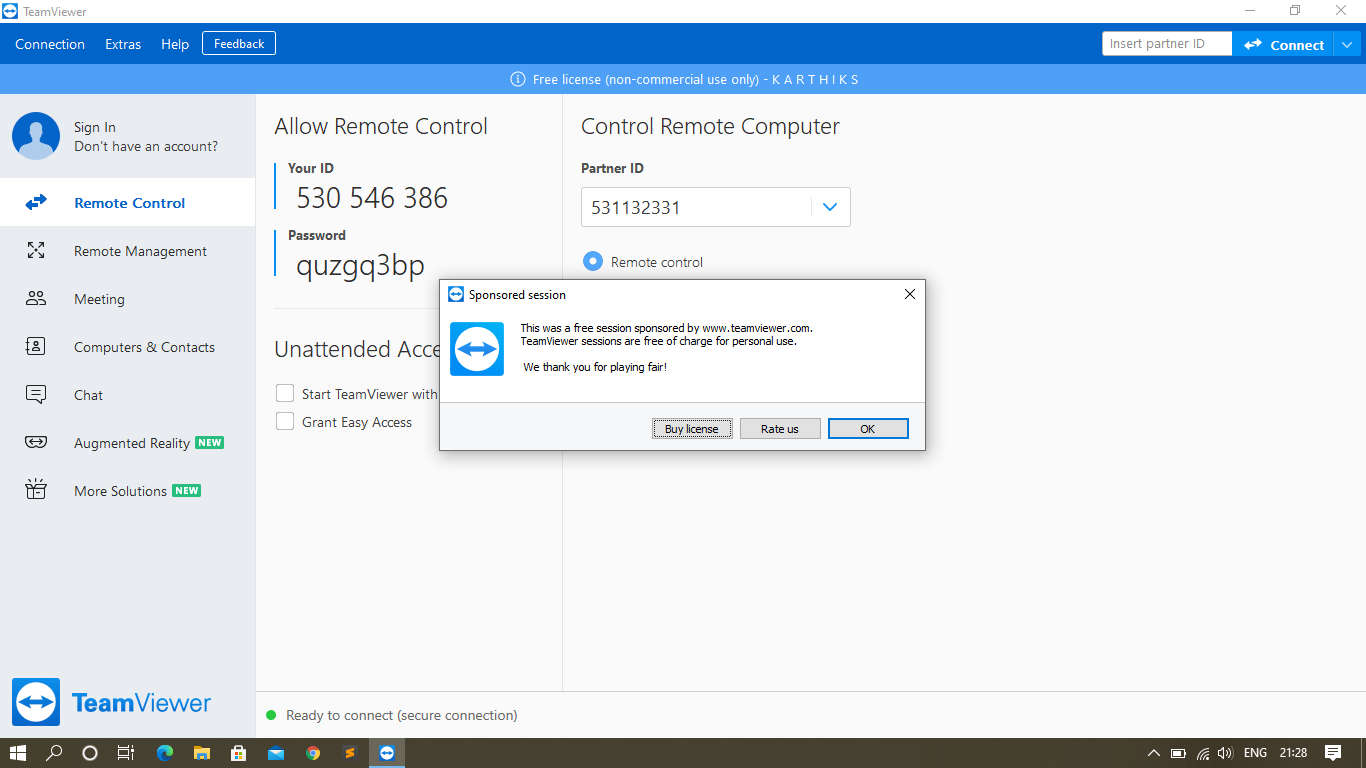 TeamViewer
Connection Extras Help Feedback
Insert partner ID Connect
Free license (non-commercial use only) - K A R T H I K S
Sign In
Don't have an account?
Remote Control
Remote Management
Meeting
Computers & Contacts
Chat
Augmented Reality NEW
More Solutions NEW
TeamViewer
Allow Remote Control
Your ID
530 546 386
Password
quzgq3bp
Unattended Acce
Start TeamViewer with
Grant Easy Access
Control Remote Computer
Partner ID
531132331
Remote control
Sponsored session
This was a free session sponsored by www.teamviewer.com.
TeamViewer sessions are free of charge for personal use.
We thank you for playing fair!
Buy license Rate us OK
Ready to connect (secure connection)
ENG 21:28